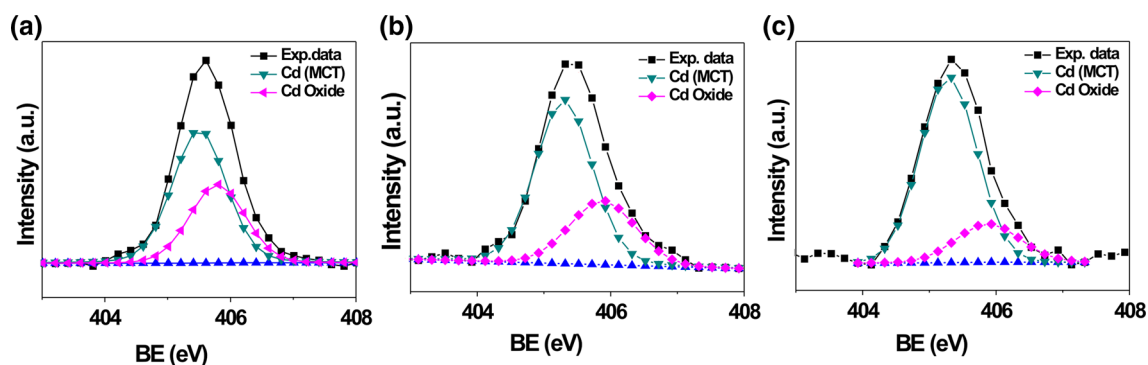 (a)
Intensity (a.u.)
Exp.data
Cd (MCT)
Cd Oxide
404 406 408
BE (eV)
(b)
Intensity (a.u.)
Exp. data
Cd (MCT)
Cd Oxide
404 406 408
BE (eV)
(c)
Intensity (a.u.)
Exp. data
Cd (MCT)
Cd Oxide
404 406 408
BE (eV)